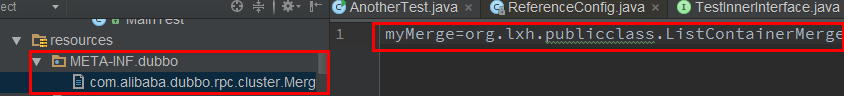 ect
AnotherTest.java
ReferenceConfig.java
TestInnerInterface.java
MainTest
resources
META-INF.dubbo
com.alibaba.dubbo.rpc.cluster.Merg
1 myMerge=org.lxh.publicclass.ListContainerMerge